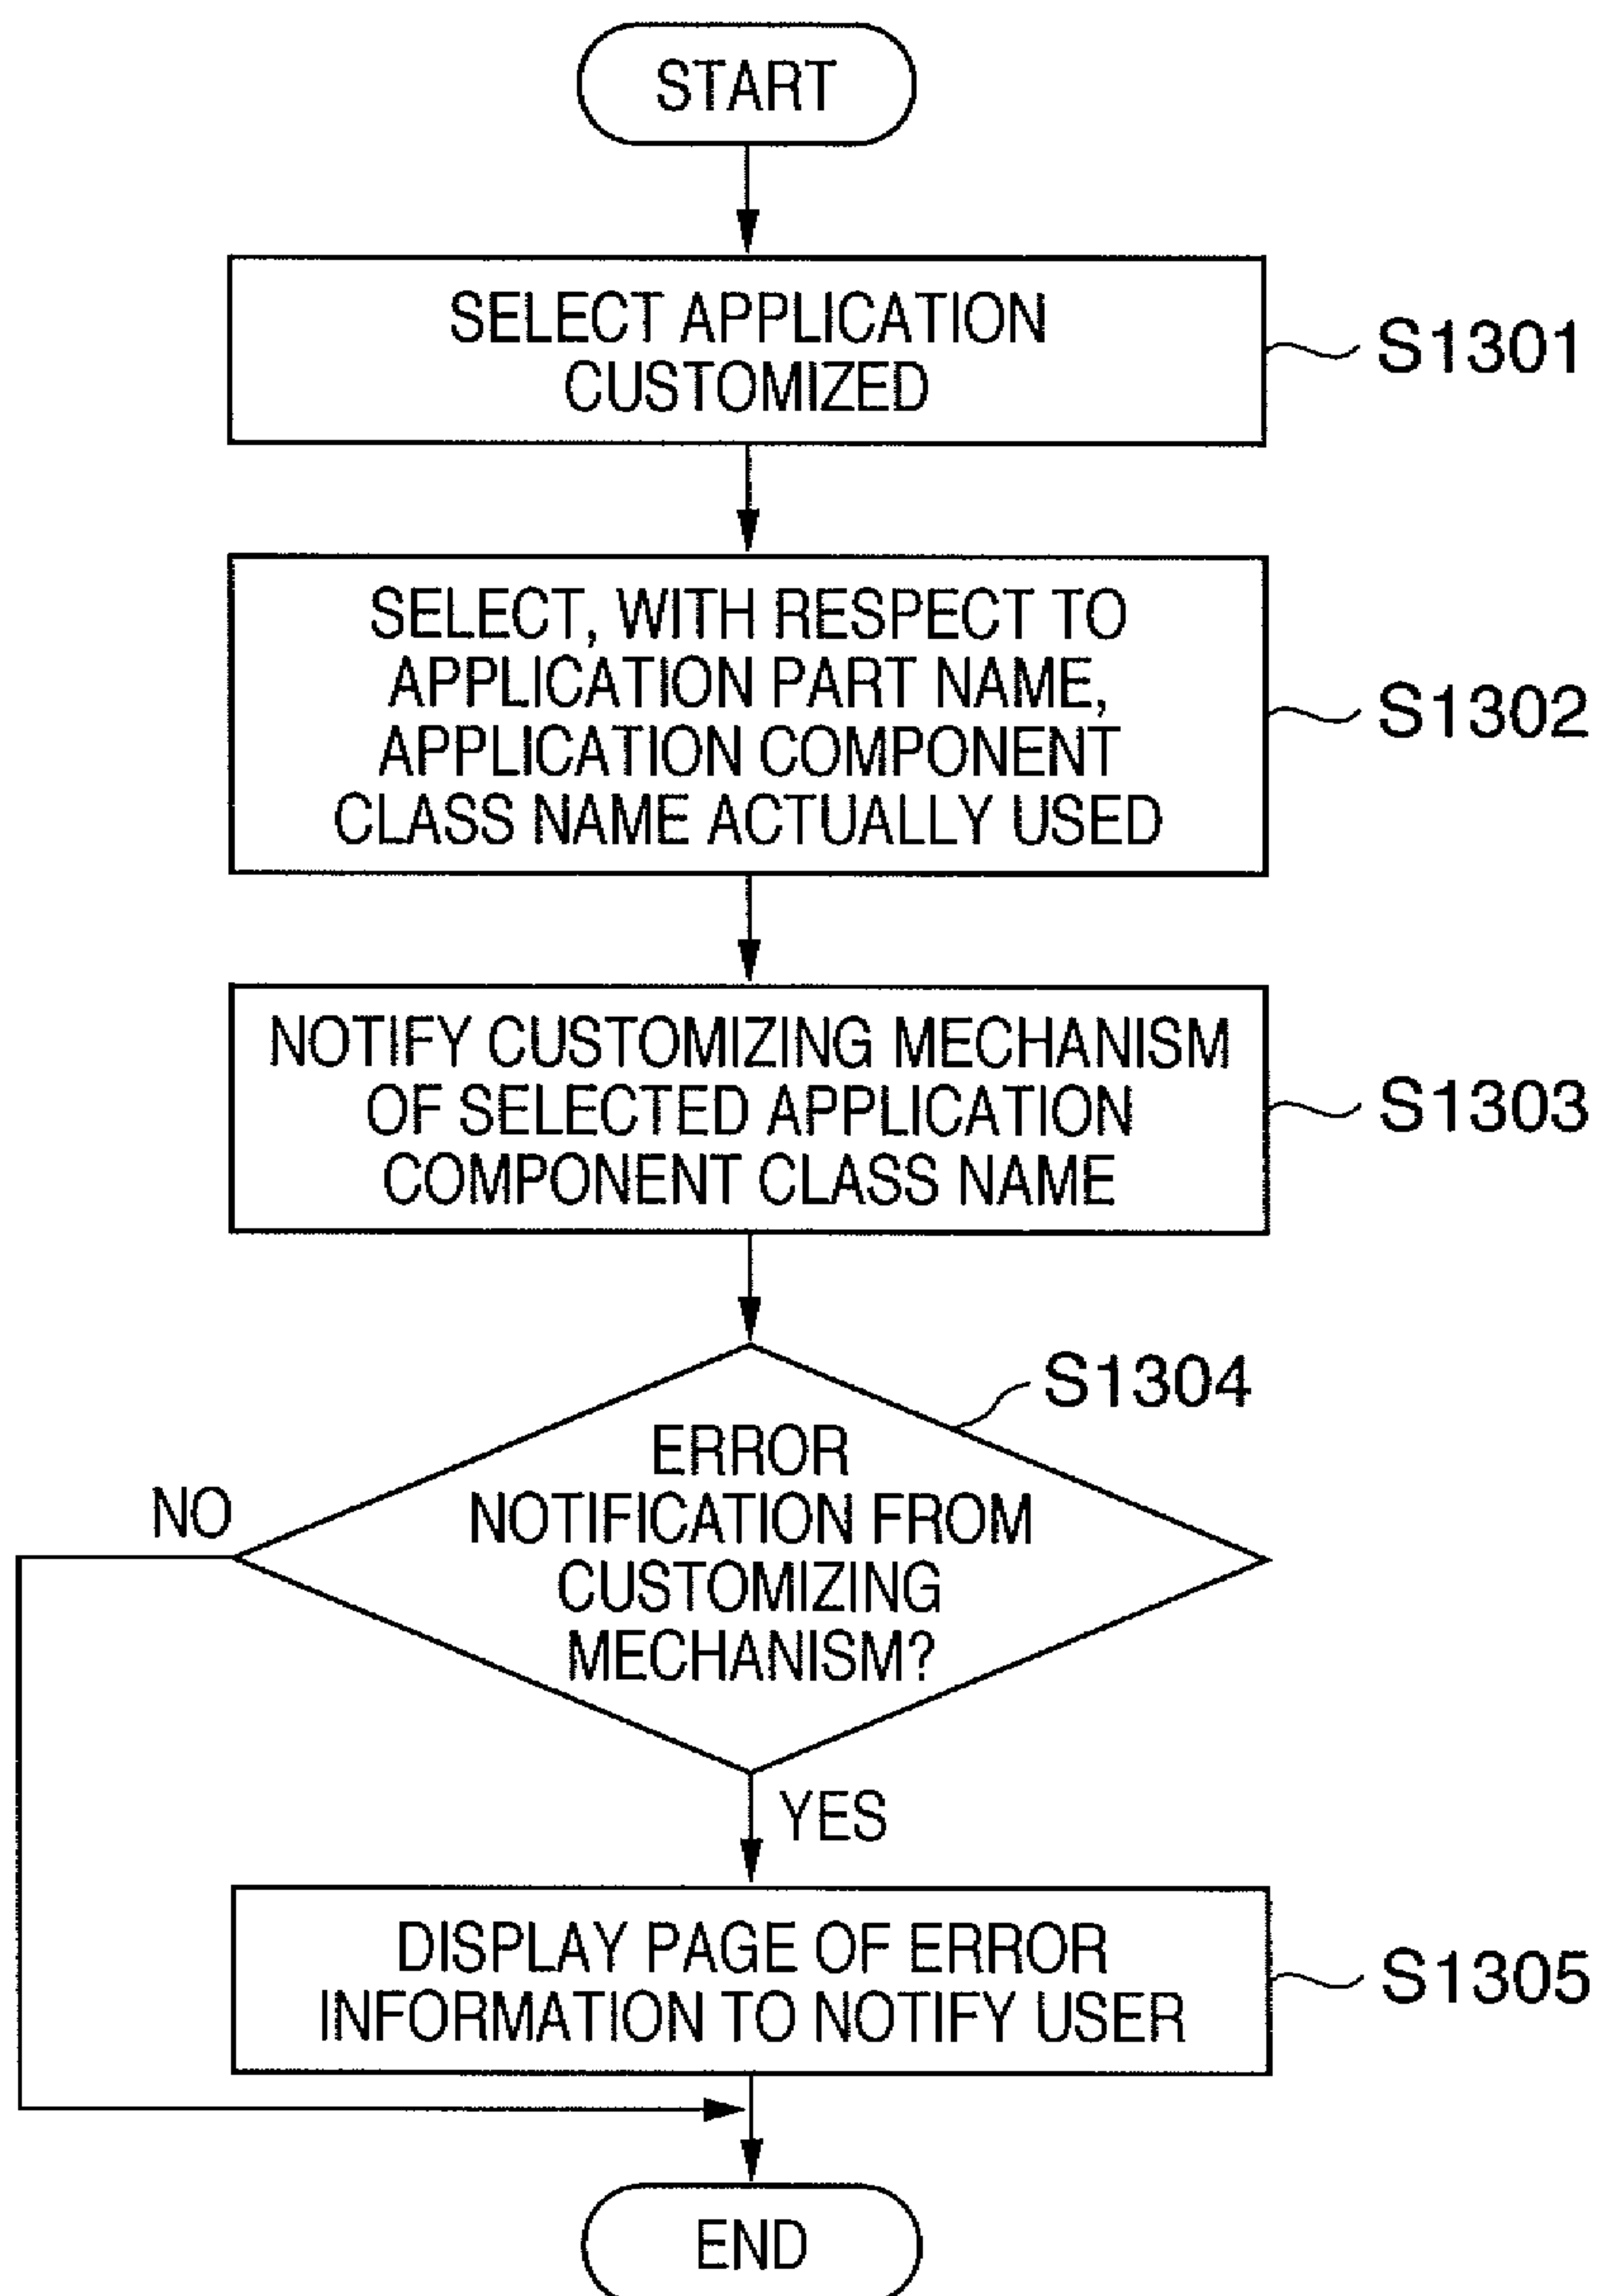 START
SELECT APPLICATION
CUSTOMIZED
S1301
SELECT, WITH RESPECT TO
APPLICATION PART NAME,
APPLICATION COMPONENT
CLASS NAME ACTUALLY USED
S1302
NOTIFY CUSTOMIZING MECHANISM
OF SELECTED APPLICATION
COMPONENT CLASS NAME
S1303
S1304
ERROR
NOTIFICATION FROM
CUSTOMIZING
MECHANISM?
NO
YES
DISPLAY PAGE OF ERROR
INFORMATION TO NOTIFY USER
S1305
END